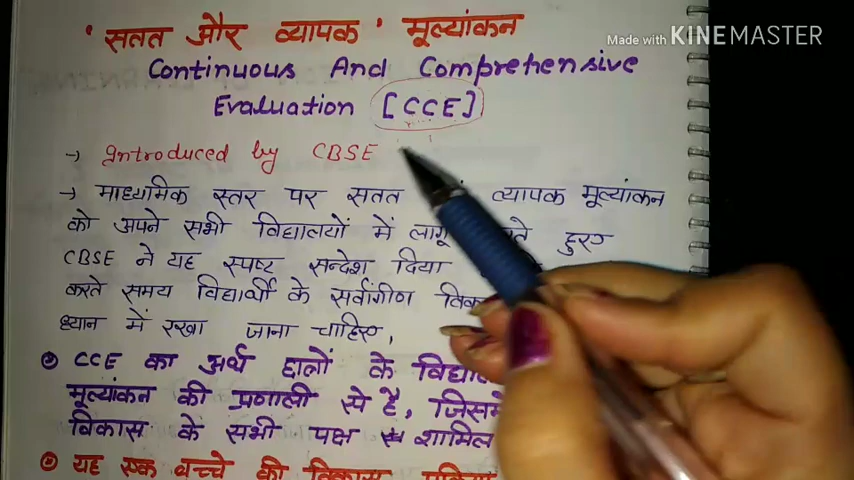 'सतत और व्यापक' मूल्यांकन
Made with KINEMASTER
Continuous And Comprehensive
Evaluation [CCE]
→ Introduced by CBSE
→ माध्यमिक स्तर पर सतत व्यापक मूल्यांकन
को अपने सभी विद्यालयों में लागू हुए
CBSE ने यह स्पष्ट सन्देश दिया
करते समय विद्यार्थी के सर्वांगीण
ध्यान में रखा जाना चाहिए,
CCE का अर्थ छात्रों के
मूल्यांकन की प्रणाली से है,
विकास के सभी पक्ष शामिल
यह एक बच्चे की विकास